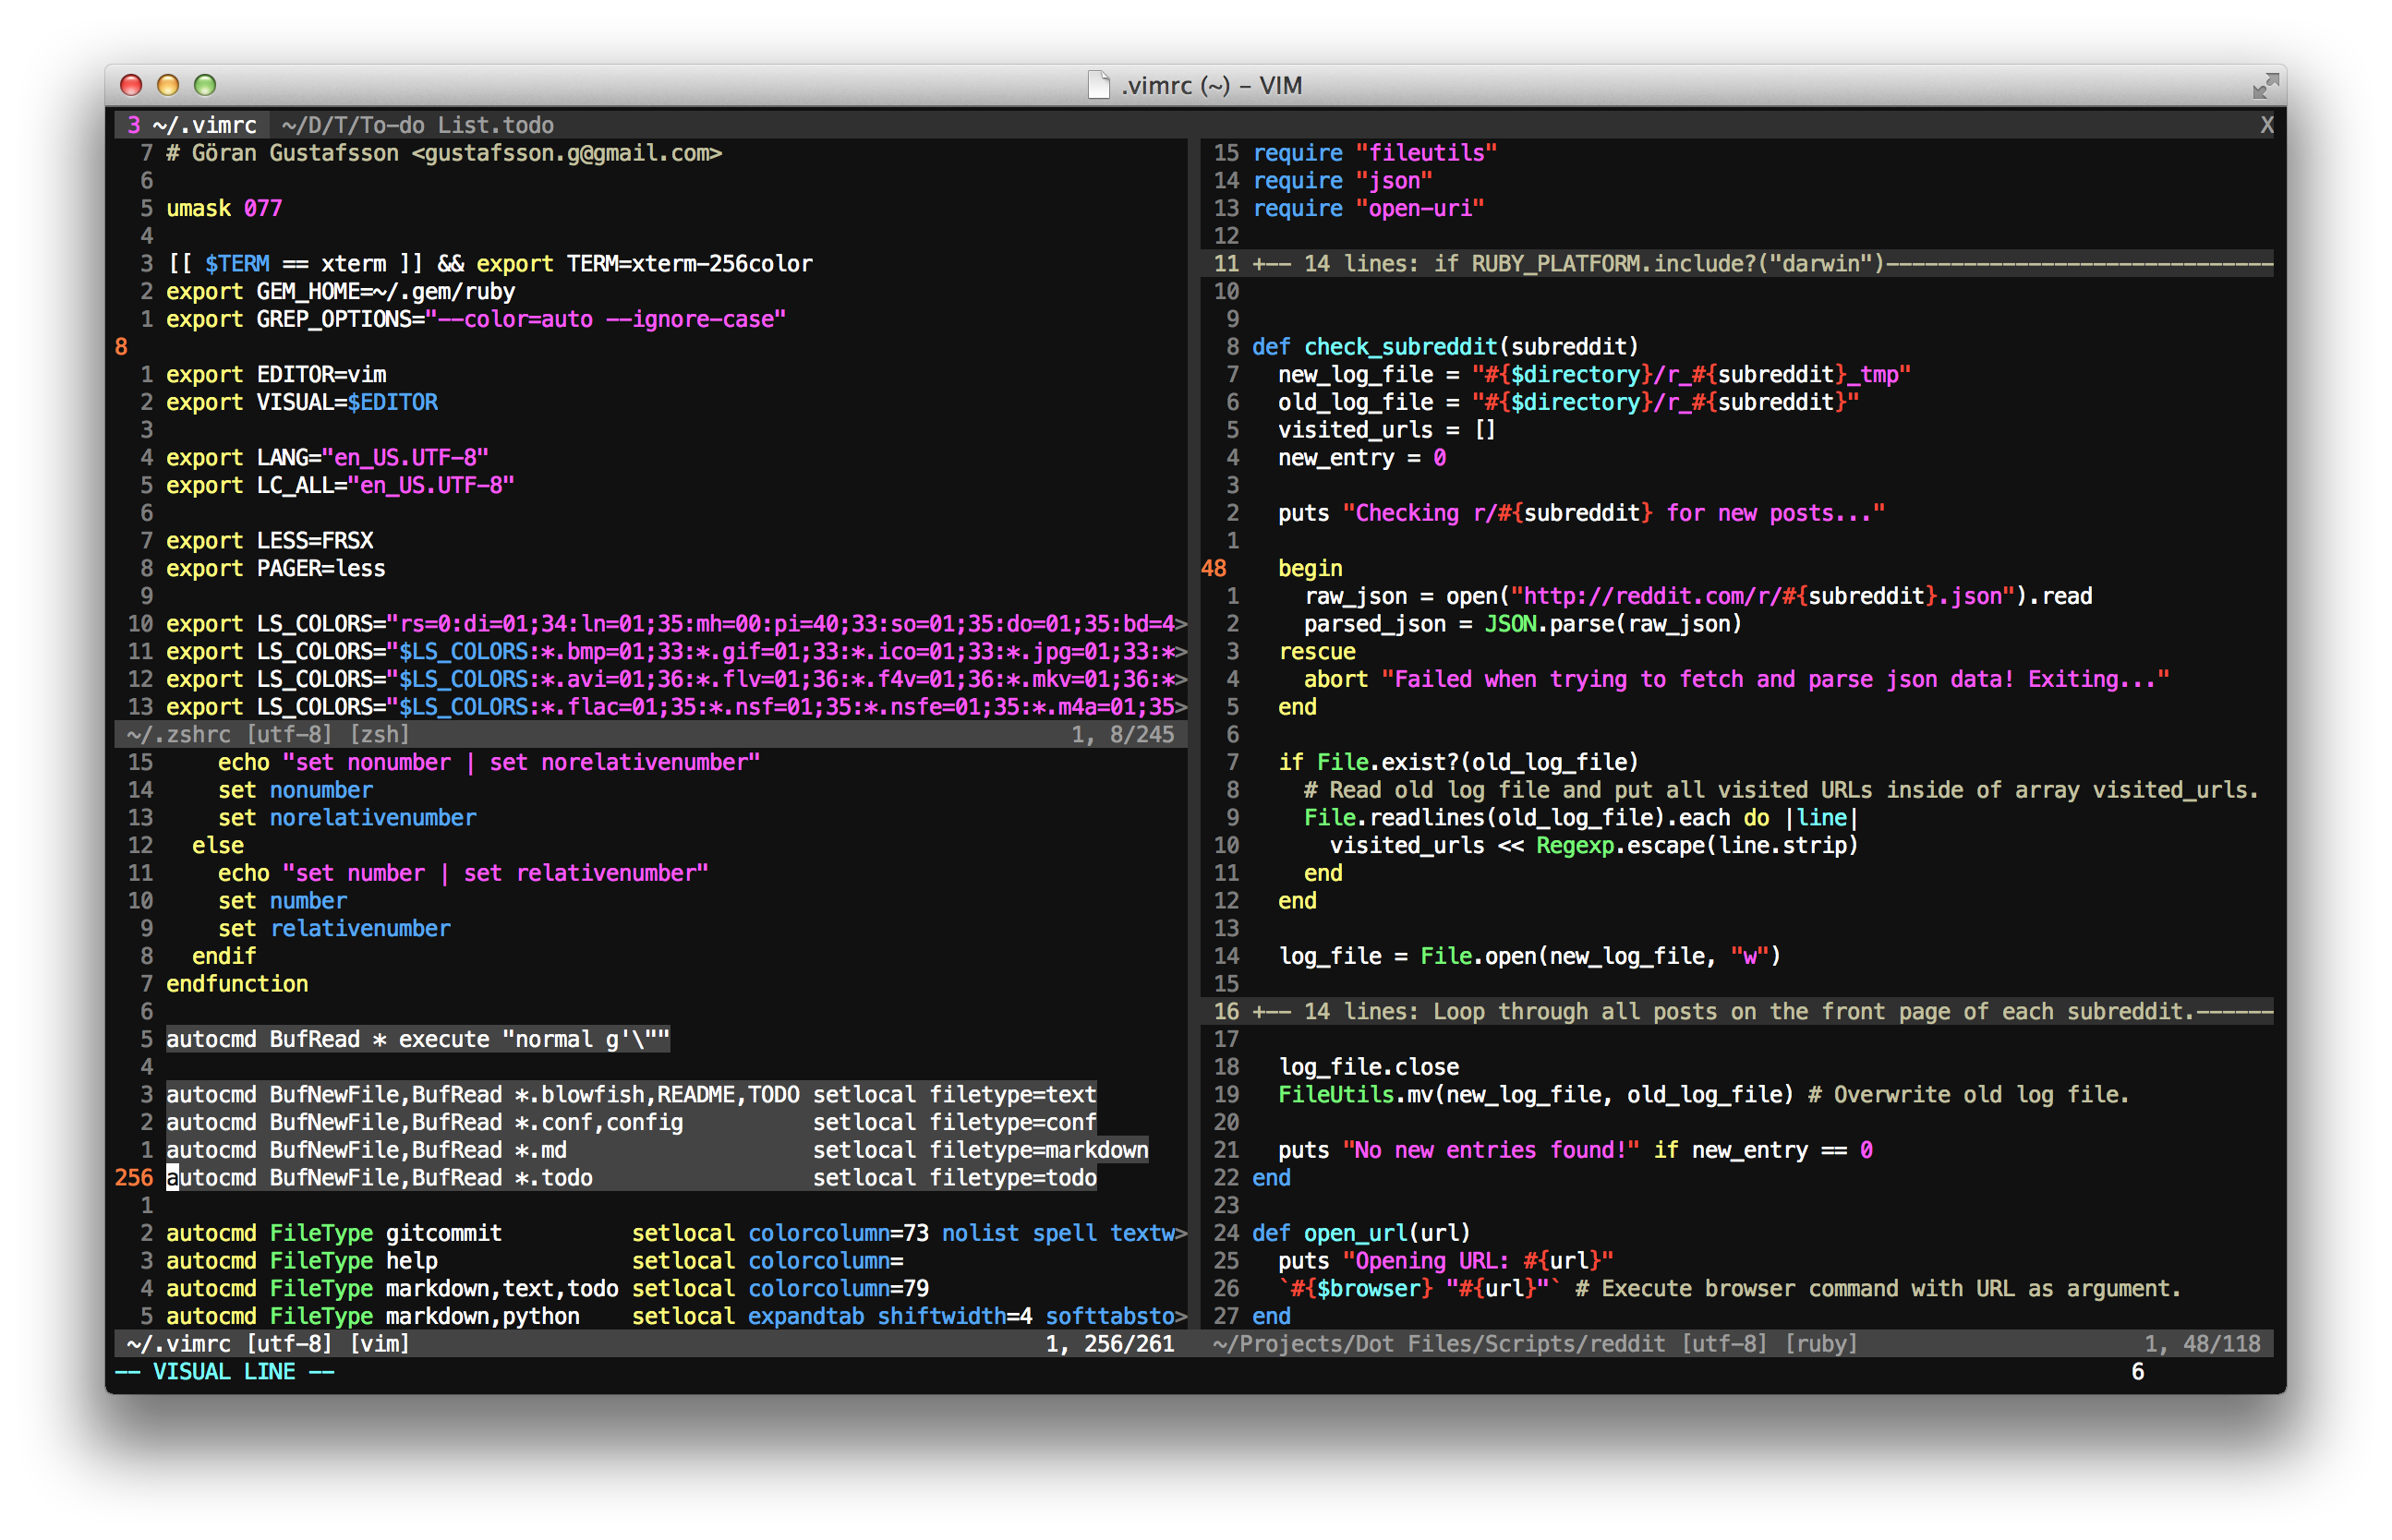 .vimrc (~) – VIM
3 ~/.vimrc  ~/D/T/To-do List.todo X
7 # Göran Gustafsson <gustafsson.g@gmail.com>
6
5 umask 077
4
3 [[ $TERM == xterm ]] && export TERM=xterm-256color
2 export GEM_HOME=~/.gem/ruby
1 export GREP_OPTIONS="--color=auto --ignore-case"
8
1 export EDITOR=vim
2 export VISUAL=$EDITOR
3
4 export LANG="en_US.UTF-8"
5 export LC_ALL="en_US.UTF-8"
6
7 export LESS=FRSX
8 export PAGER=less
9
10 export LS_COLORS="rs=0:di=01;34:ln=01;35:mh=00:pi=40;33:so=01;35:do=01;35:bd=4>
11 export LS_COLORS="$LS_COLORS:*.bmp=01;33:*.gif=01;33:*.ico=01;33:*.jpg=01;33:*>
12 export LS_COLORS="$LS_COLORS:*.avi=01;36:*.flv=01;36:*.f4v=01;36:*.mkv=01;36:*>
13 export LS_COLORS="$LS_COLORS:*.flac=01;35:*.nsf=01;35:*.nsfe=01;35:*.m4a=01;35>
~/.zshrc [utf-8] [zsh] 1, 8/245
15     echo "set nonumber | set norelativenumber"
14     set nonumber
13     set norelativenumber
12   else
11     echo "set number | set relativenumber"
10     set number
9     set relativenumber
8   endif
7 endfunction
6
5 autocmd BufRead * execute "normal g'\""
4
3 autocmd BufNewFile,BufRead *.blowfish,README,TODO setlocal filetype=text
2 autocmd BufNewFile,BufRead *.conf,config          setlocal filetype=conf
1 autocmd BufNewFile,BufRead *.md                   setlocal filetype=markdown
256 autocmd BufNewFile,BufRead *.todo                 setlocal filetype=todo
1
2 autocmd FileType gitcommit          setlocal colorcolumn=73 nolist spell textw>
3 autocmd FileType help               setlocal colorcolumn=
4 autocmd FileType markdown,text,todo setlocal colorcolumn=79
5 autocmd FileType markdown,python    setlocal expandtab shiftwidth=4 softtabsto>
~/.vimrc [utf-8] [vim] 1, 256/261
15 require "fileutils"
14 require "json"
13 require "open-uri"
12
11 +-- 14 lines: if RUBY_PLATFORM.include?("darwin")------------------------------
10
9
8 def check_subreddit(subreddit)
7   new_log_file = "#{$directory}/r_#{subreddit}_tmp"
6   old_log_file = "#{$directory}/r_#{subreddit}"
5   visited_urls = []
4   new_entry = 0
3
2   puts "Checking r/#{subreddit} for new posts..."
1
48   begin
1     raw_json = open("http://reddit.com/r/#{subreddit}.json").read
2     parsed_json = JSON.parse(raw_json)
3   rescue
4     abort "Failed when trying to fetch and parse json data! Exiting..."
5   end
6
7   if File.exist?(old_log_file)
8     # Read old log file and put all visited URLs inside of array visited_urls.
9     File.readlines(old_log_file).each do |line|
10       visited_urls << Regexp.escape(line.strip)
11     end
12   end
13
14   log_file = File.open(new_log_file, "w")
15
16 +-- 14 lines: Loop through all posts on the front page of each subreddit.------
17
18   log_file.close
19   FileUtils.mv(new_log_file, old_log_file) # Overwrite old log file.
20
21   puts "No new entries found!" if new_entry == 0
22 end
23
24 def open_url(url)
25   puts "Opening URL: #{url}"
26   `#{$browser} "#{url}"` # Execute browser command with URL as argument.
27 end
~/Projects/Dot Files/Scripts/reddit [utf-8] [ruby] 1, 48/118
-- VISUAL LINE -- 6